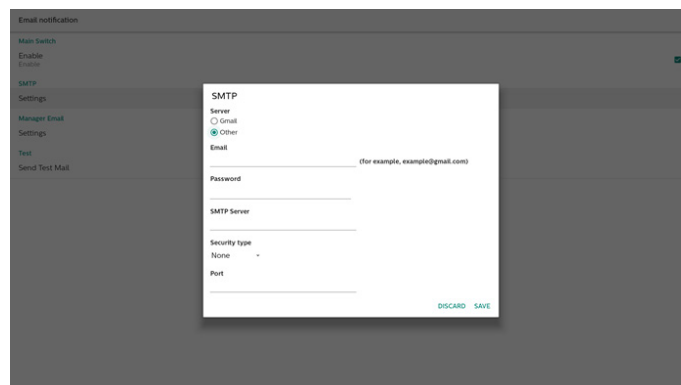 Email notification
Main Switch
Enable
Enable
SMTP
Settings
Manager Email
Settings
Test
Send Test Mail
SMTP
Server
Gmail
Other
Email
(for example, example@gmail.com)
Password
SMTP Server
Security type
None
Port
DISCARD SAVE